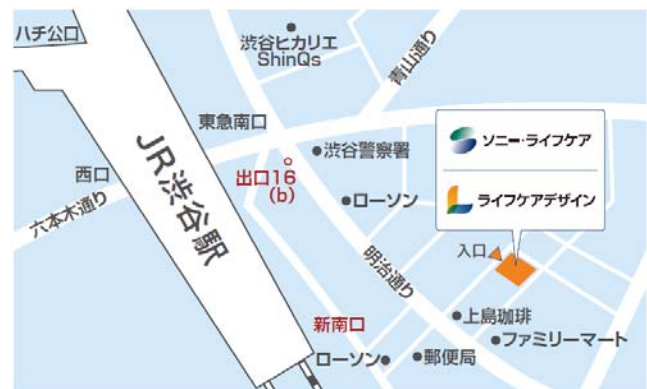 ハチ公口
渋谷ヒカリエ
ShinQs
青山通り
東急南口
渋谷警察署
ソニー・ライフケア
ライフケアデザイン
西口
出口16
(b)
ローソン
六本木通り
JR渋谷駅
明治通り
入口
新南口
上島珈琲
ファミリーマート
ローソン
郵便局